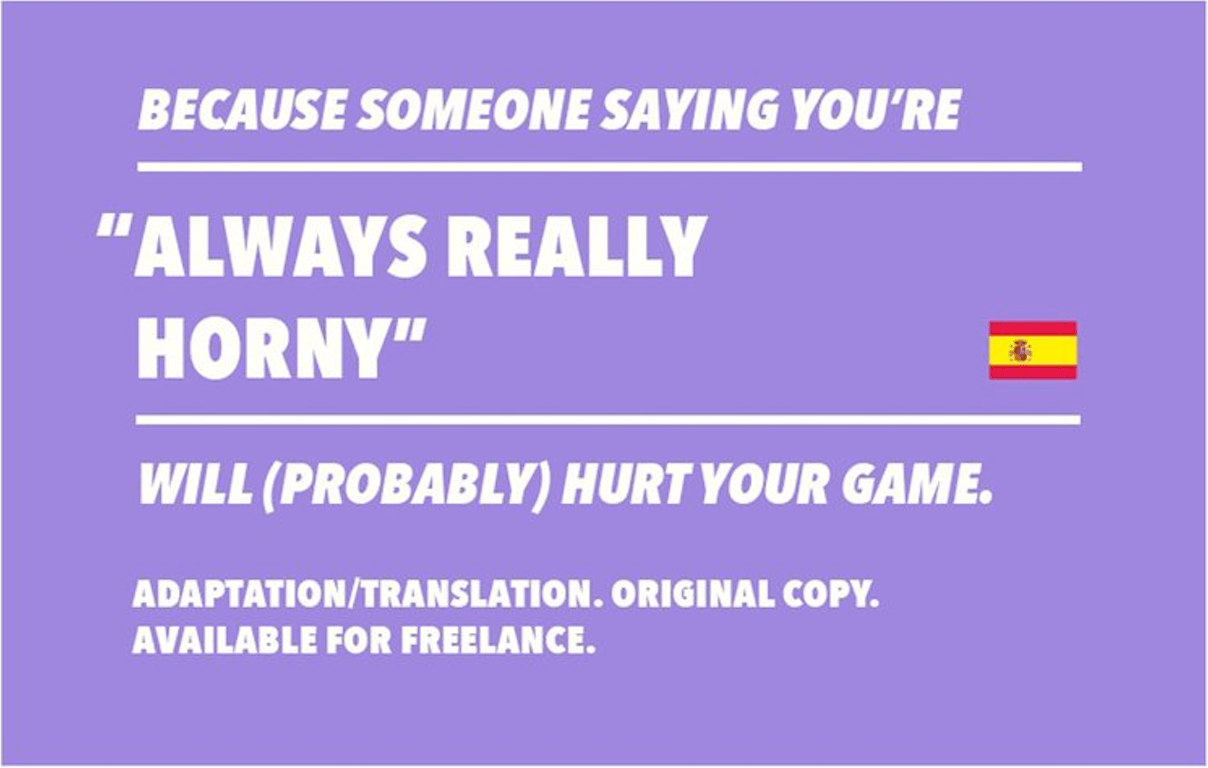 BECAUSE SOMEONE SAYING YOU'RE
"ALWAYS REALLY
HORNY"
WILL (PROBABLY) HURT YOUR GAME.
ADAPTATION/TRANSLATION. ORIGINAL COPY.
AVAILABLE FOR FREELANCE.